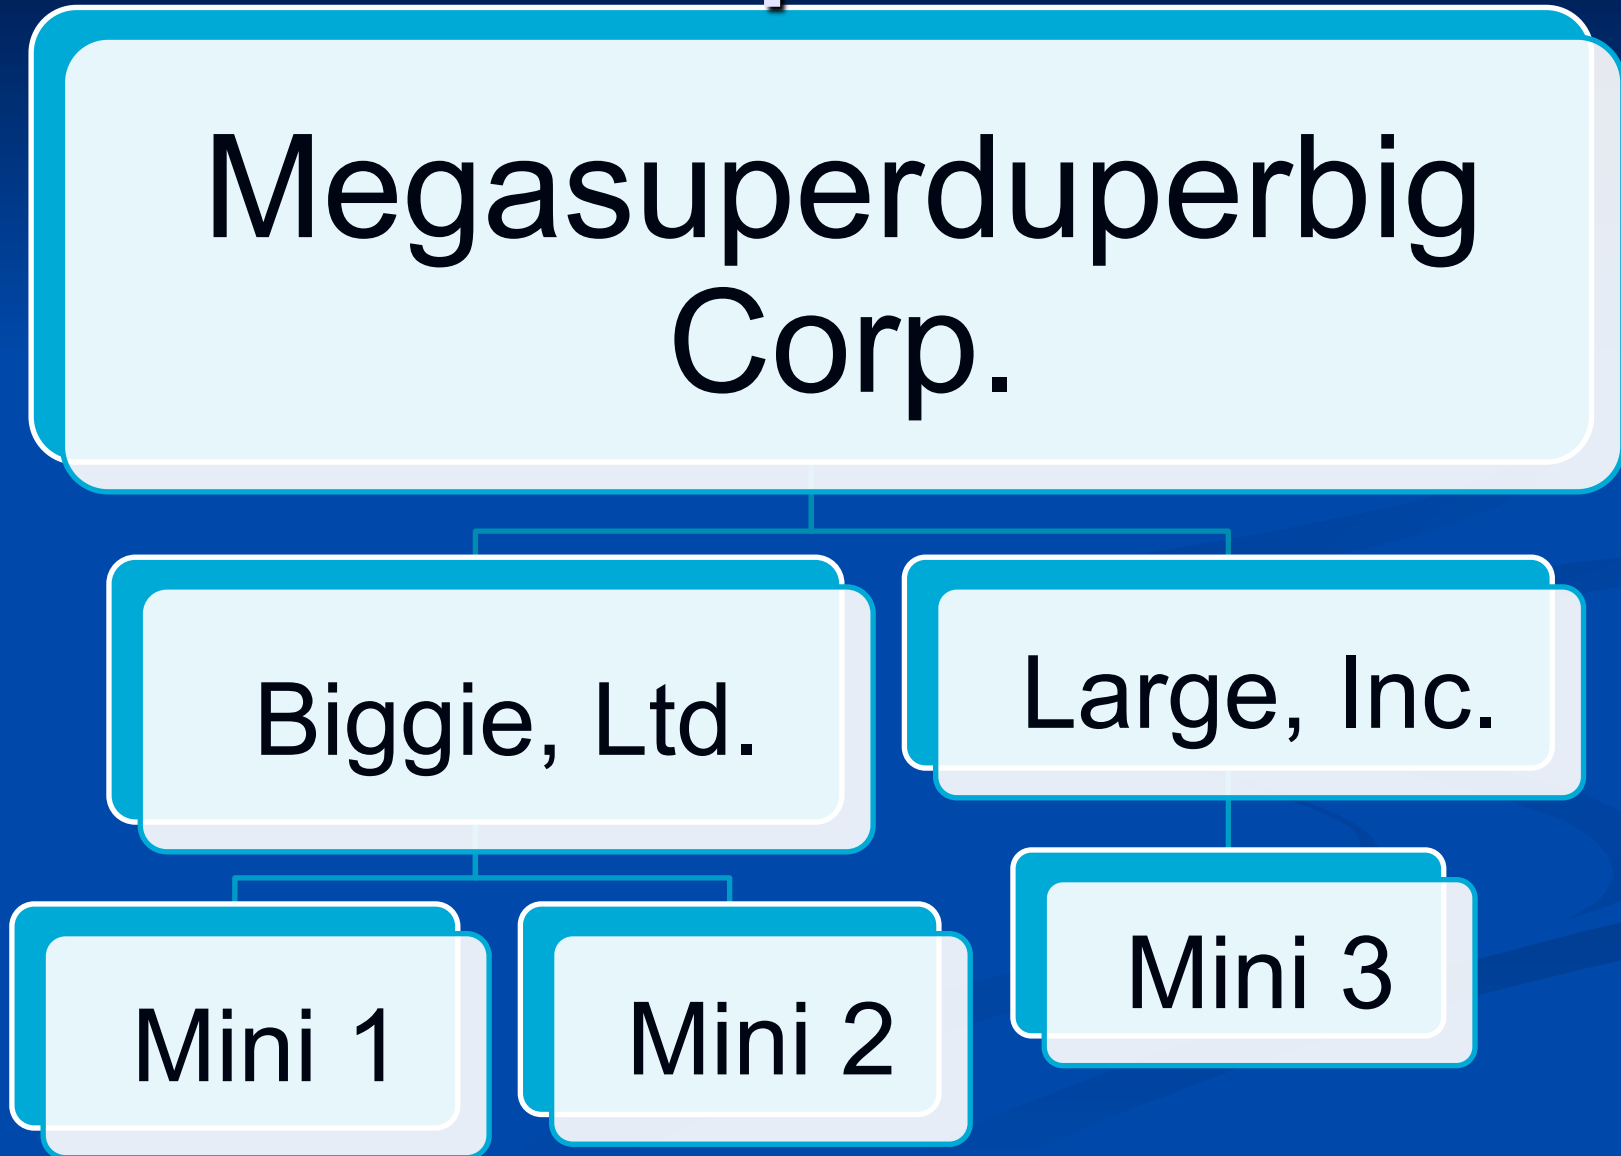 Megasuperduperbig
Corp.
Biggie, Ltd.
Large, Inc.
Mini 1
Mini 2
Mini 3